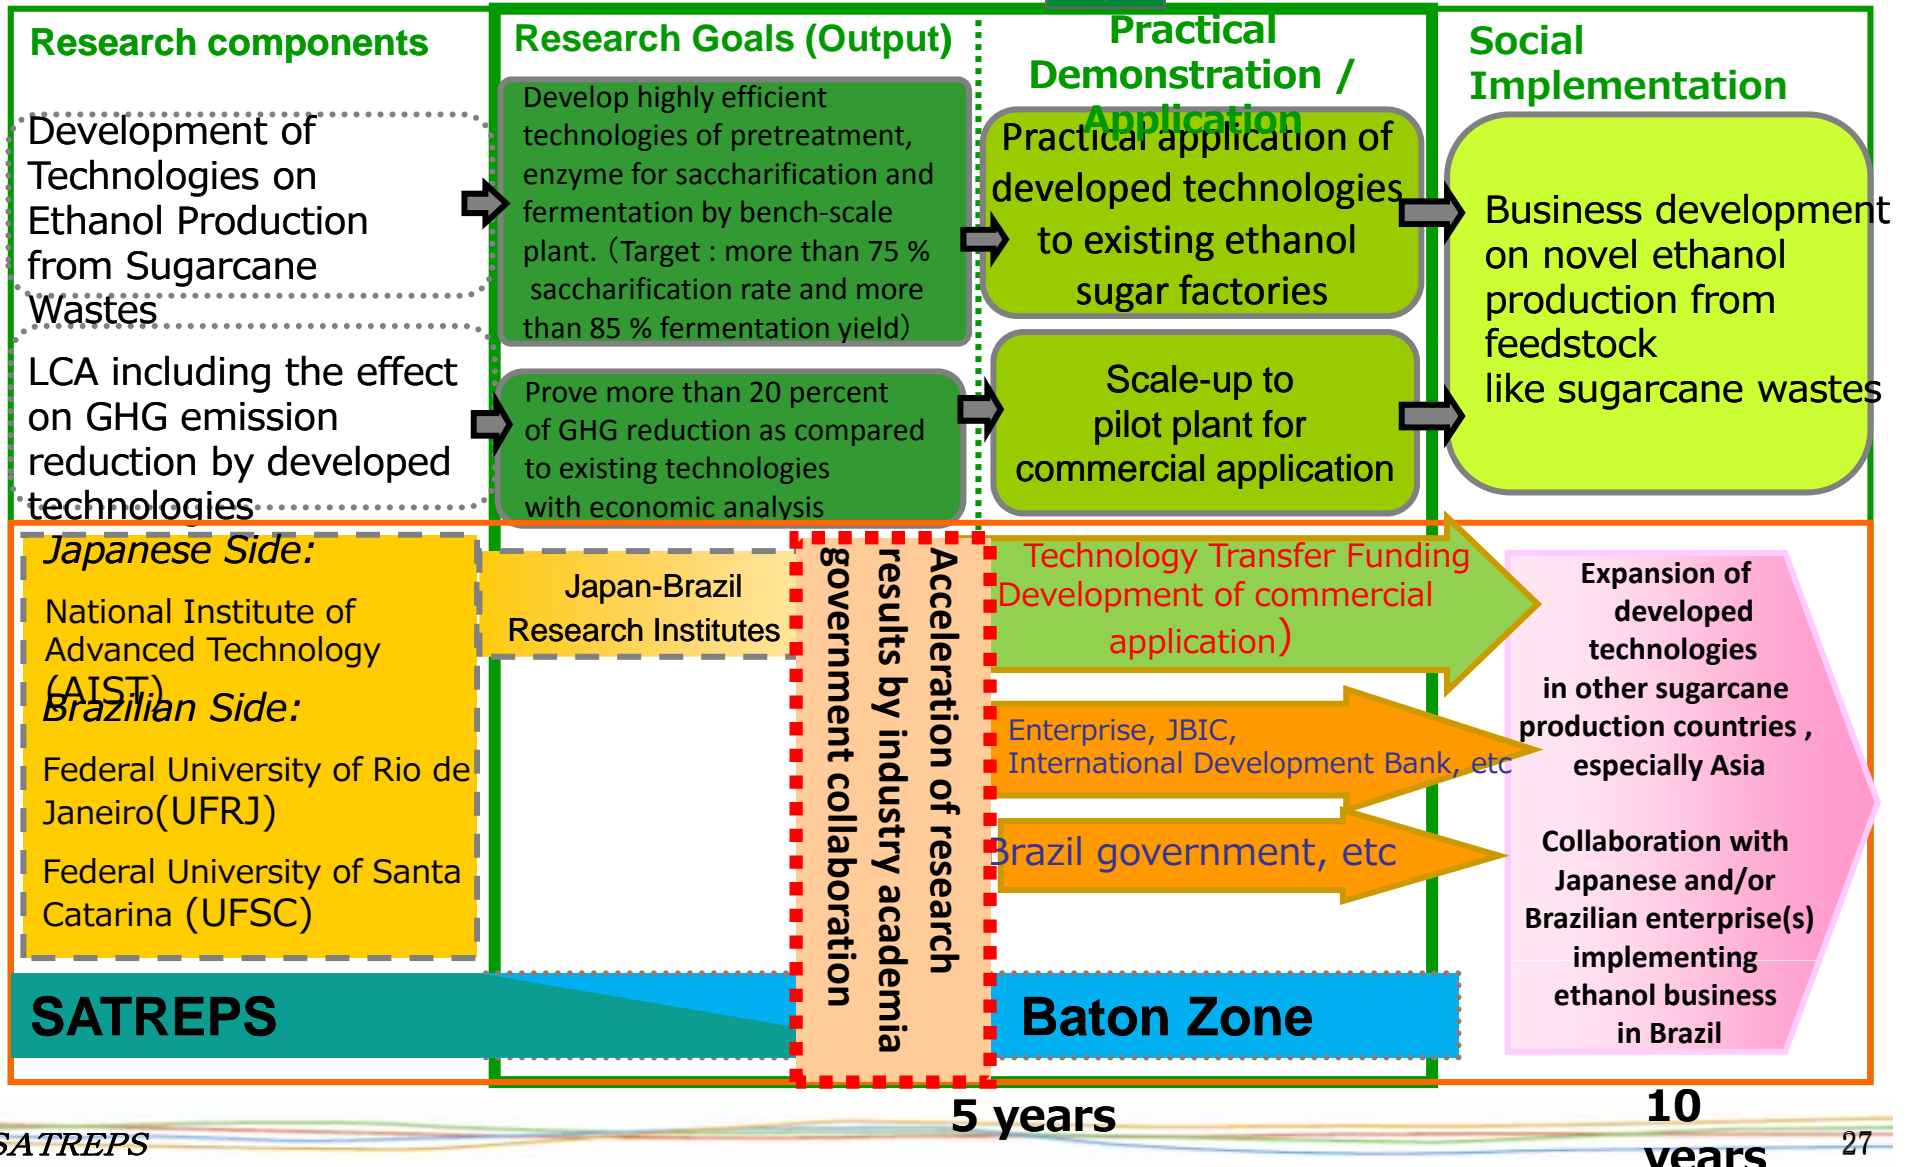 Research components
Development of
Technologies on
Ethanol Production
from Sugarcane
Wastes
LCA including the effect
on GHG emission
reduction by developed
technologies
Research Goals (Output)
Develop highly efficient
technologies of pretreatment,
enzyme for saccharification and
fermentation by bench-scale
plant.（Target : more than 75 %
saccharification rate and more
than 85 % fermentation yield）
Prove more than 20 percent
of GHG reduction as compared
to existing technologies
with economic analysis
Practical
Demonstration /
Application
Practical application of
developed technologies
to existing ethanol
sugar factories
Scale-up to
pilot plant for
commercial application
Social
Implementation
Business development
on novel ethanol
production from
feedstock
like sugarcane wastes
Japanese Side:
National Institute of
Advanced Technology
(AIST)
Brazilian Side:
Federal University of Rio de
Janeiro(UFRJ)
Federal University of Santa
Catarina (UFSC)
Japan-Brazil
Research Institutes
Acceleration of research
results by industry academia
government collaboration
Technology Transfer Funding
Development of commercial
application）
Enterprise, JBIC,
International Development Bank, etc
Brazil government, etc
Expansion of
developed
technologies
in other sugarcane
production countries ,
especially Asia
Collaboration with
Japanese and/or
Brazilian enterprise(s)
implementing
ethanol business
in Brazil
SATREPS
Baton Zone
5 years
10
years
SATREPS
27